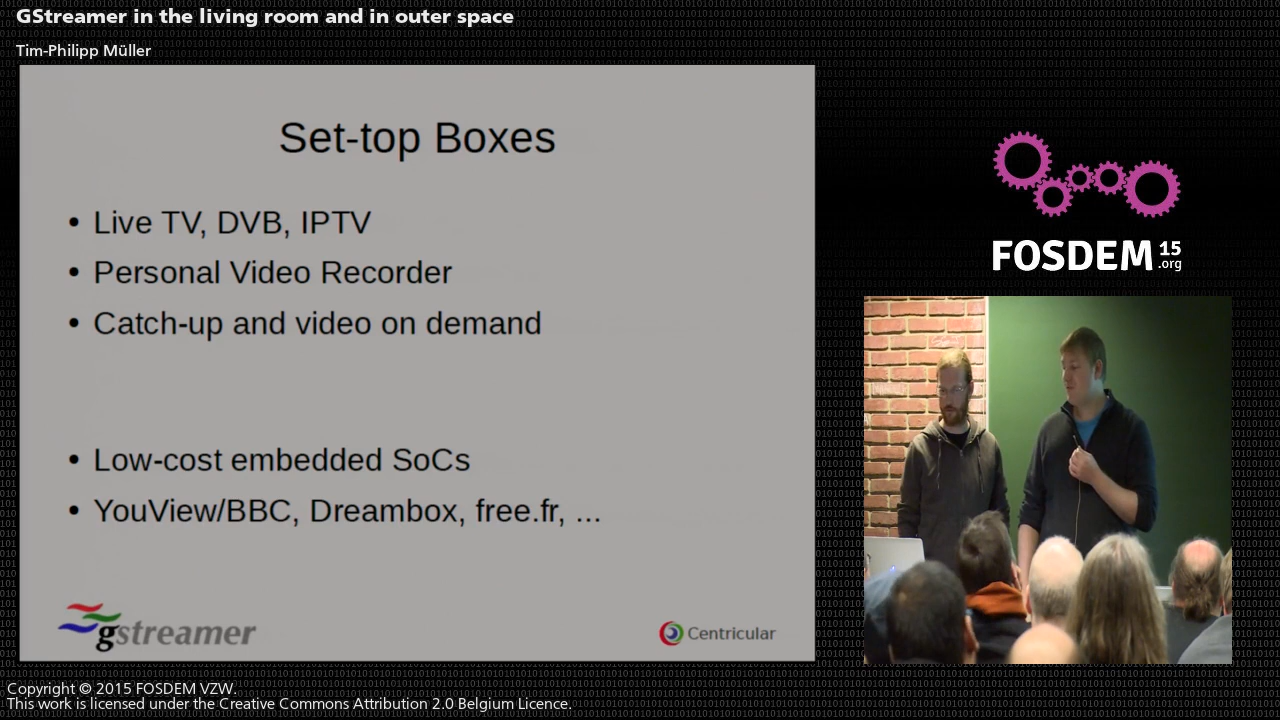 GStreamer in the living room and in outer space
Tim-Philipp Müller
Set-top Boxes
• Live TV, DVB, IPTV
• Personal Video Recorder
• Catch-up and video on demand
• Low-cost embedded SoCs
• YouView/BBC, Dreambox, free.fr, ...
gstreamer
Centricular
FOSDEM 15
.org
Copyright © 2015 FOSDEM VZW.
This work is licensed under the Creative Commons Attribution 2.0 Belgium Licence.